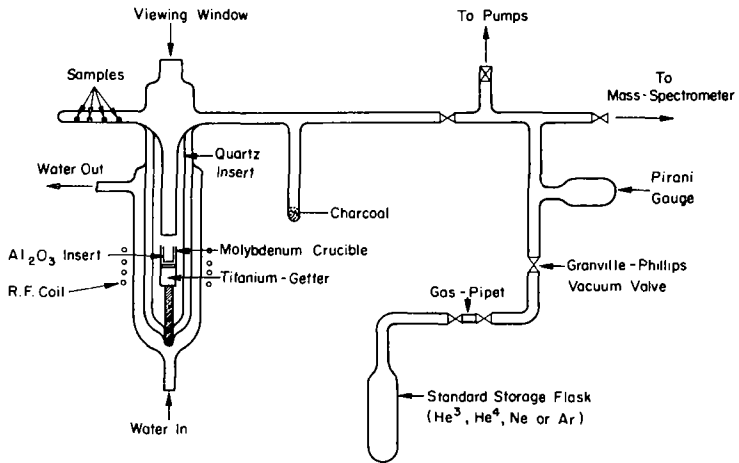 Viewing Window
To Pumps
Samples
To
Mass-Spectrometer
Quartz
Insert
Water Out
Pirani
Gauge
Charcoal
Al₂O₃ Insert
Molybdenum Crucible
Titanium-Getter
R.F. Coil
Granville-Phillips
Vacuum Valve
Gas-Pipet
Standard Storage Flask
(He³, He⁴, Ne or Ar)
Water In